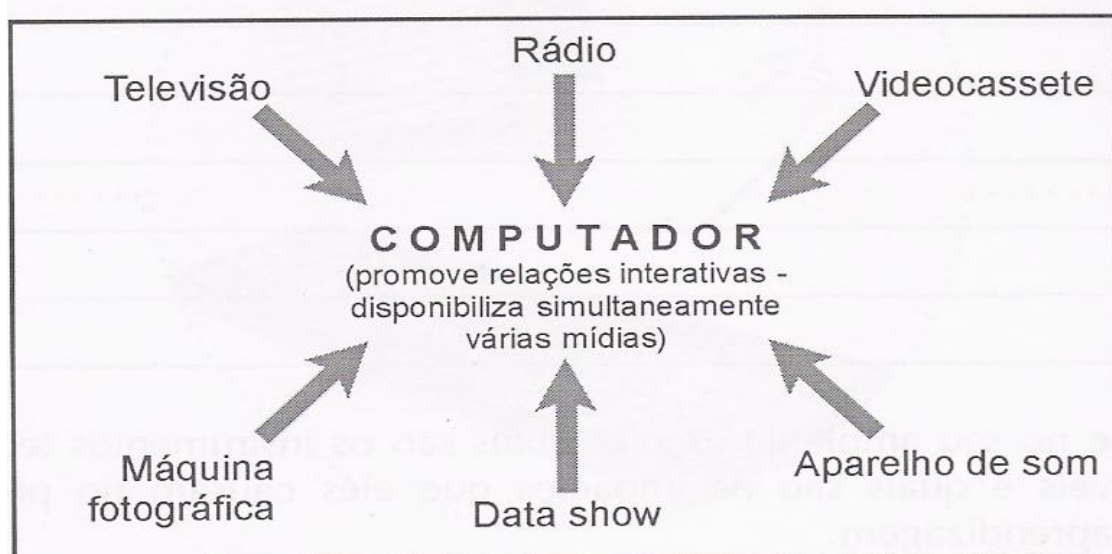 Rádio
Televisão
Videocassete
COMPUTADOR
(promove relações interativas -
disponibiliza simultaneamente
várias mídias)
Máquina
fotográfica
Data show
Aparelho de som